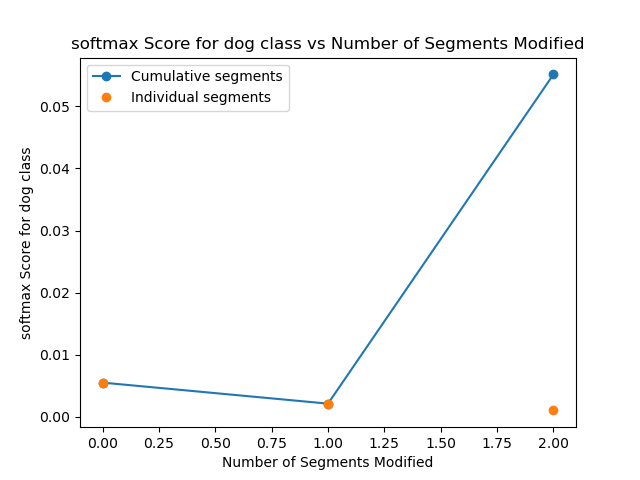 softmax Score for dog class vs Number of Segments Modified
Cumulative segments
Individual segments
softmax Score for dog class
0.05
0.04
0.03
0.02
0.01
0.00
0.00 0.25 0.50 0.75 1.00 1.25 1.50 1.75 2.00
Number of Segments Modified